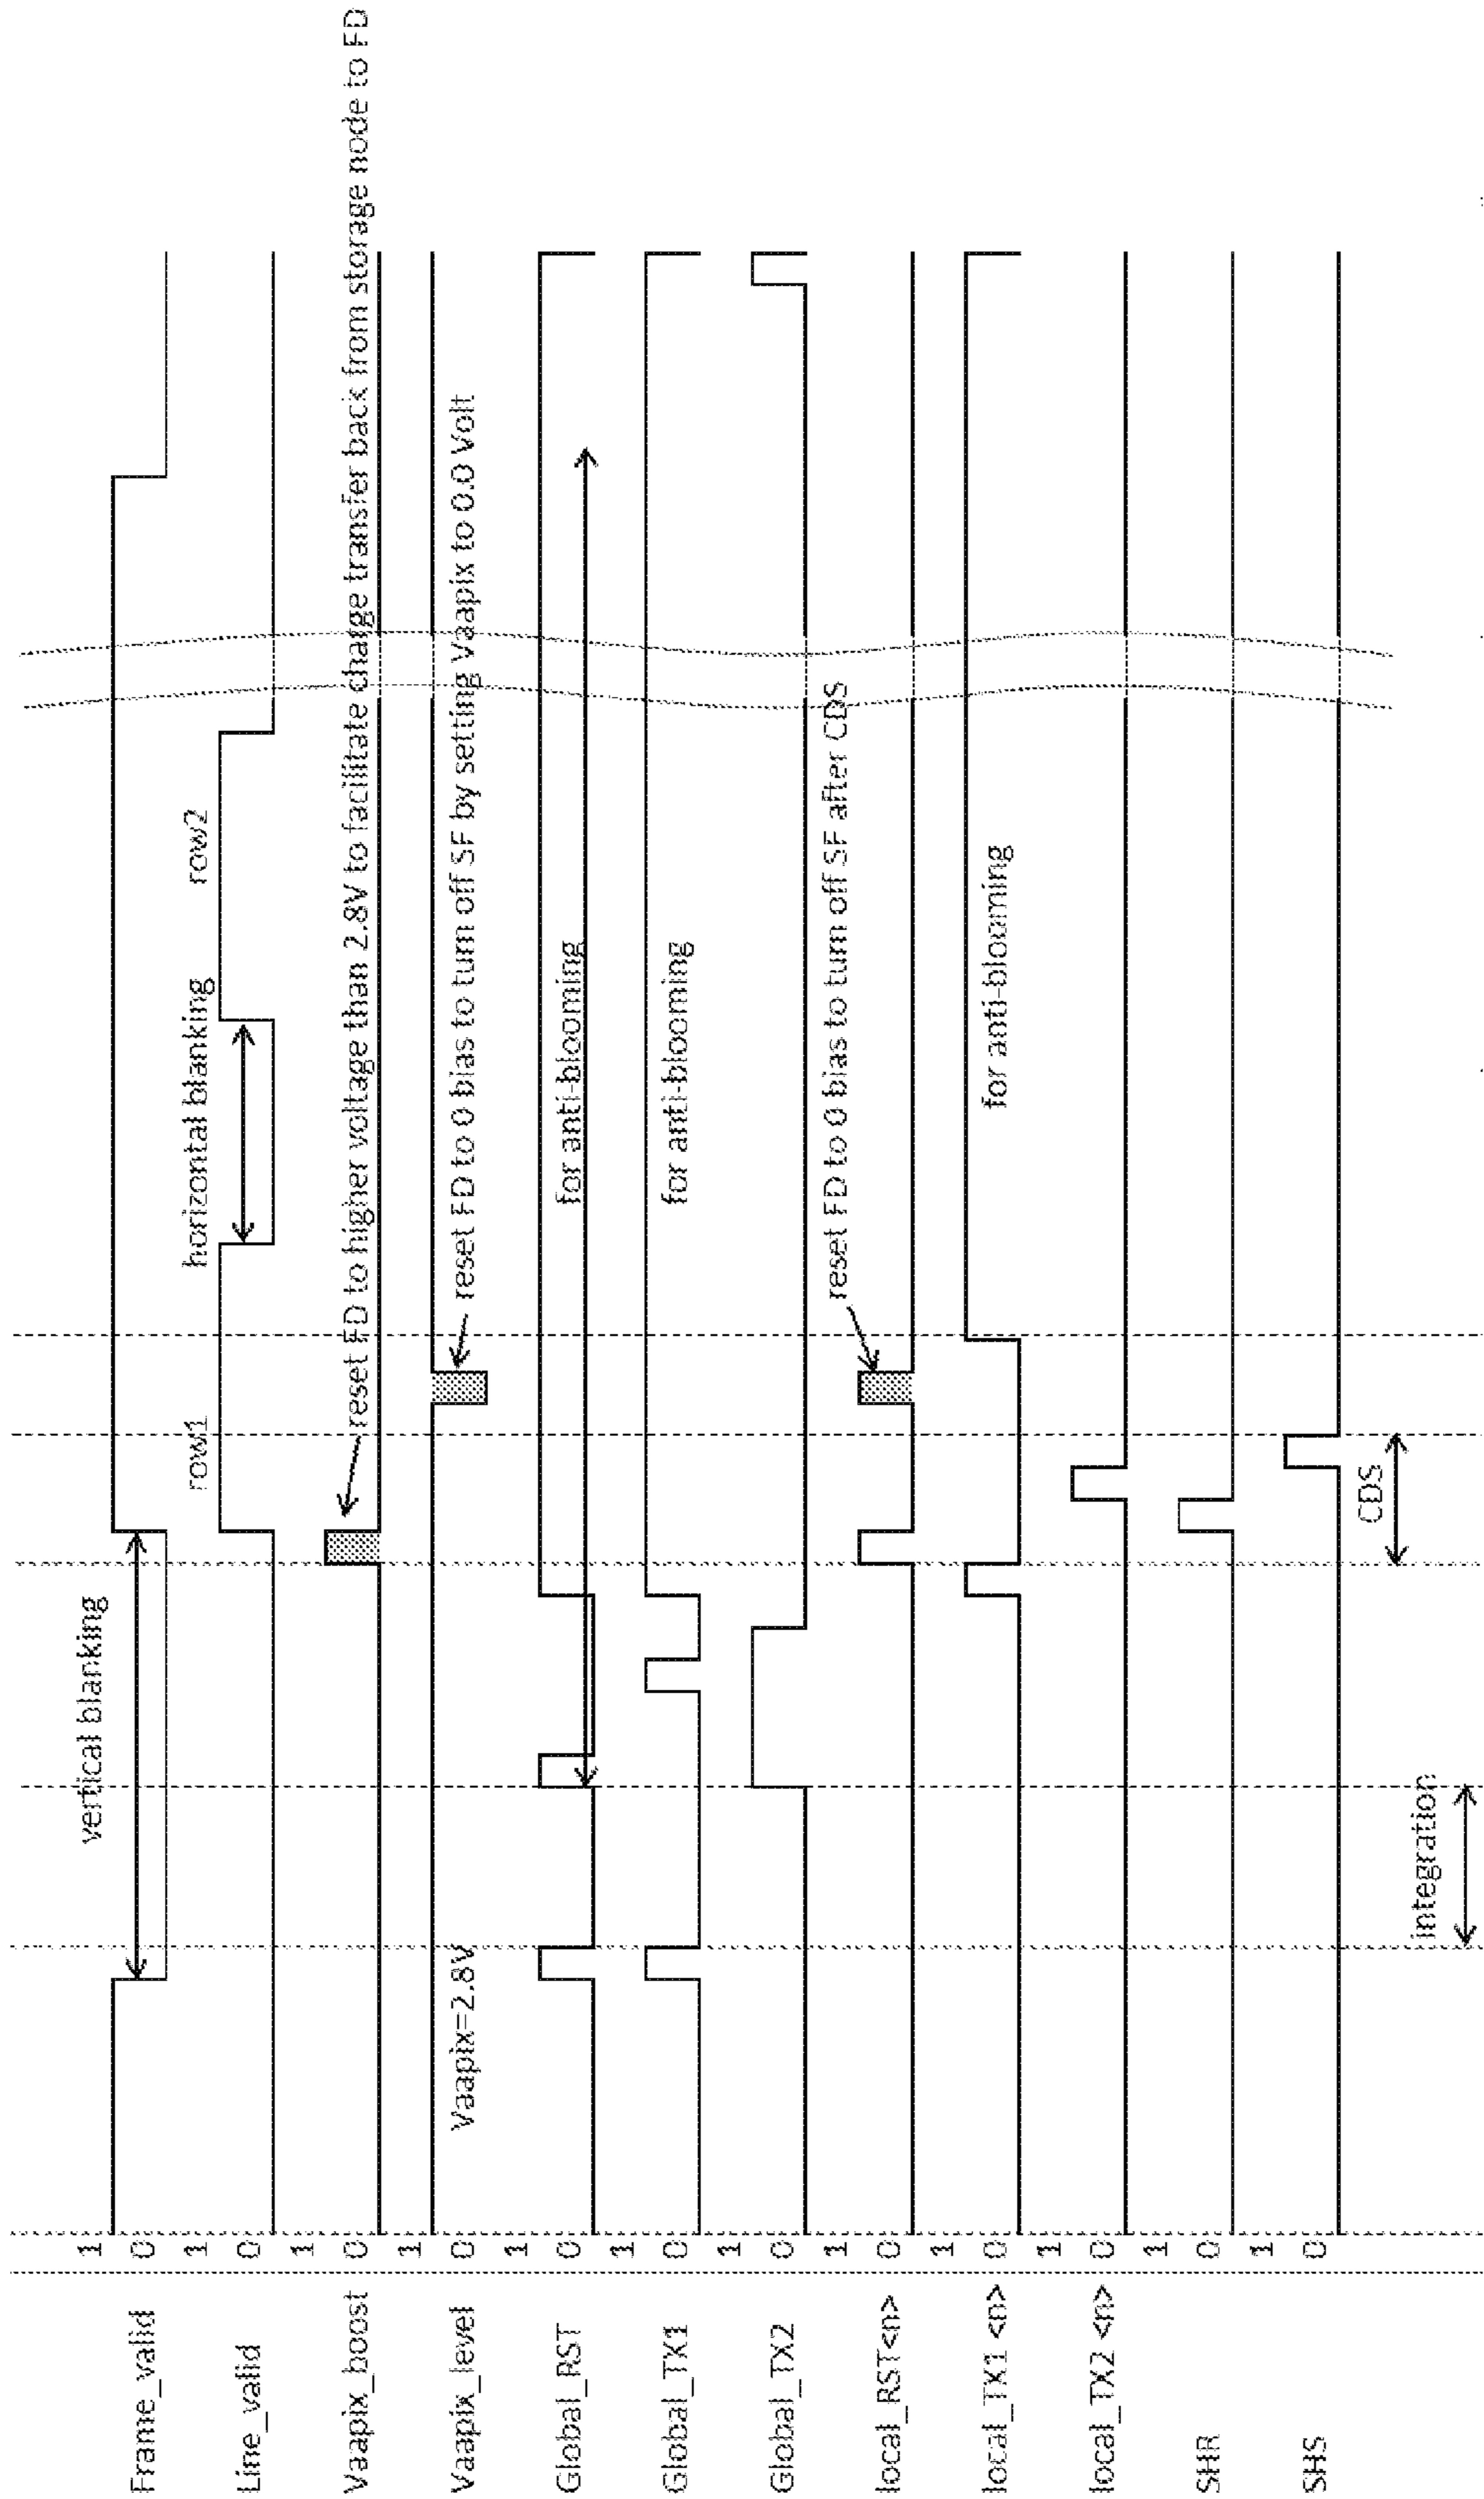 Frame_valid
1
0
vertical blanking
Line_valid
1
0
row1
horizontal blanking
row2
Vaapix_boost
1
0
reset FD to higher voltage than 2.8V to facilitate charge transfer back from storage node to FD
Vaapix_level
1
0
Vaapix=2.8V
reset FD to 0 bias to turn off SF by setting Vaapix to 0.0 Volt
Global_RST
1
0
for anti-blooming
Global_TX1
1
0
for anti-blooming
Global_TX2
1
0
local_RST<n>
1
0
reset FD to 0 bias to turn off SF after CDS
local_TX1 <n>
1
0
for anti-blooming
local_TX2 <n>
1
0
SHR
1
0
SHS
1
0
CDS
integration